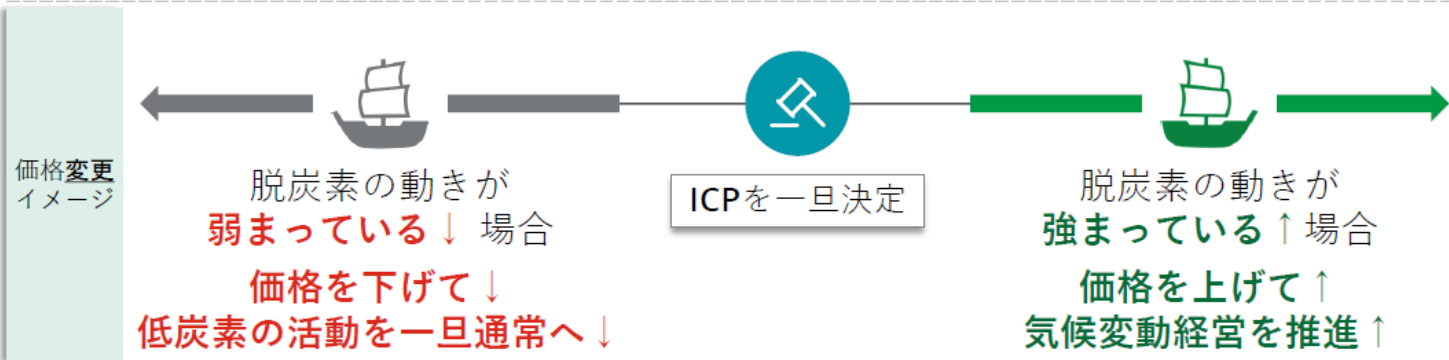 価格変更
イメージ
脱炭素の動きが
弱まっている↓ 場合
価格を下げて↓
低炭素の活動を一旦通常へ↓
ICPを一旦決定
脱炭素の動きが
強まっている↑場合
価格を上げて↑
気候変動経営を推進↑